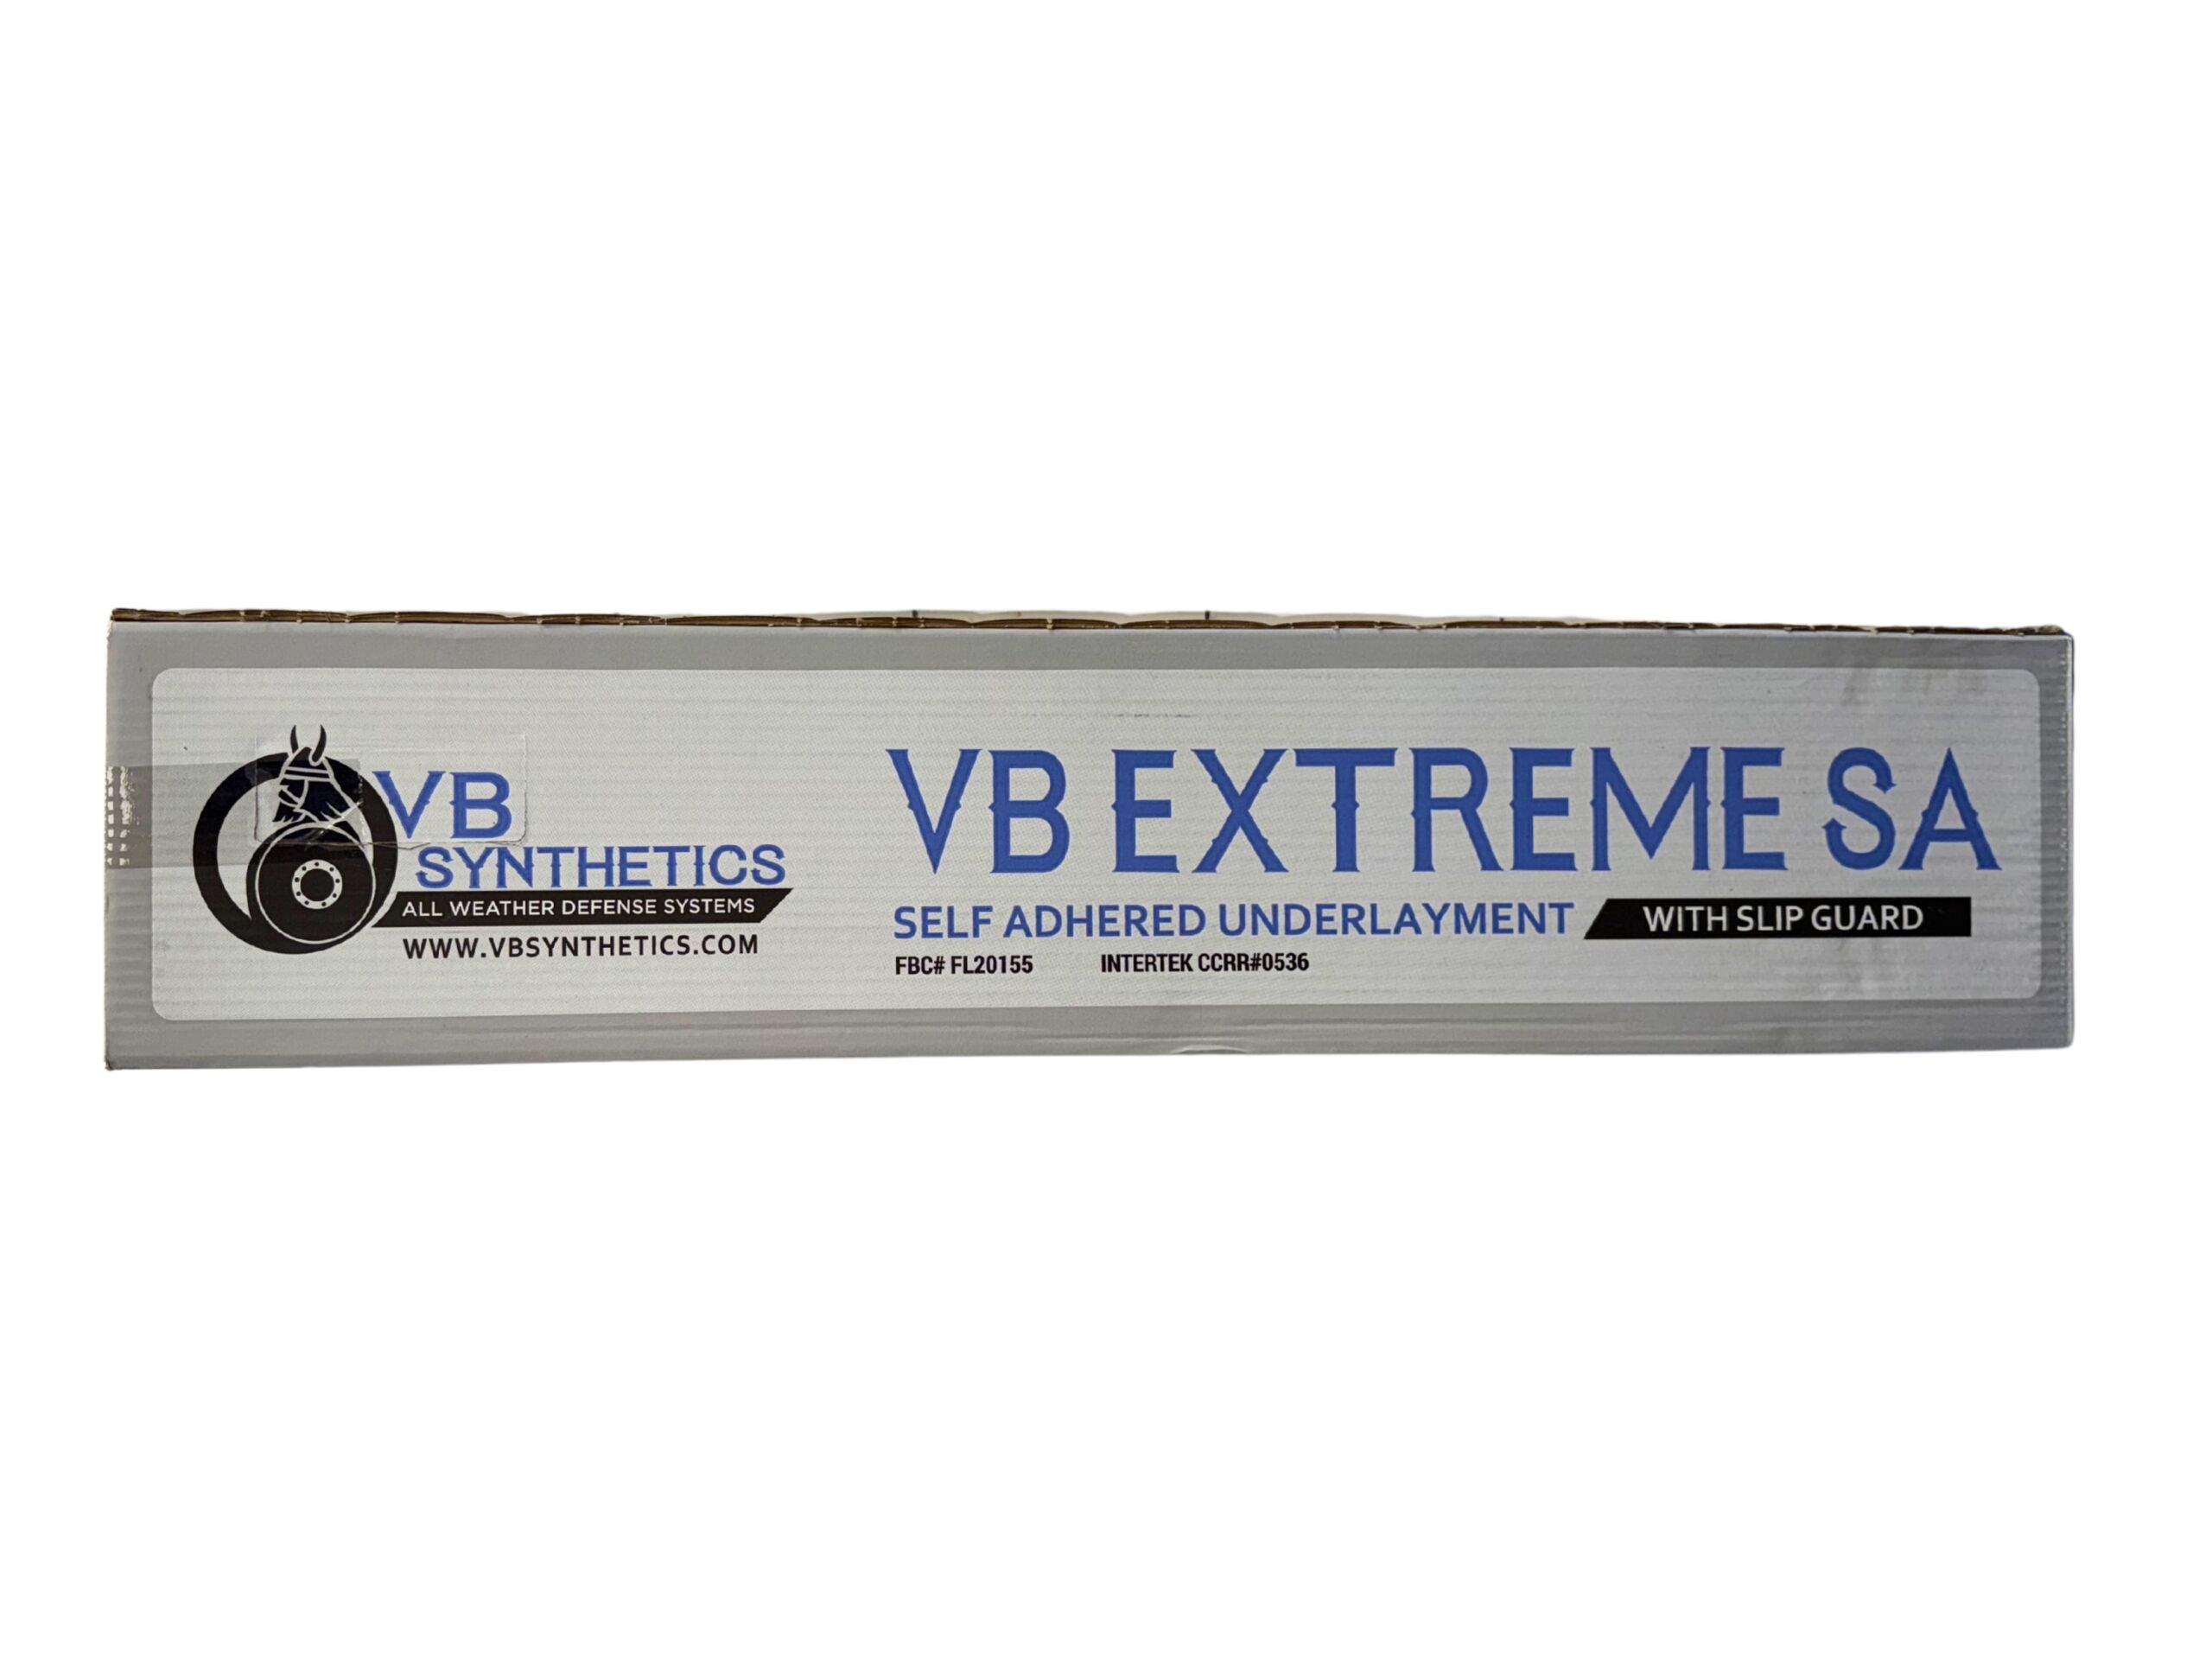 VB
SYNTHETICS
ALL WEATHER DEFENSE SYSTEMS
WWW.VBSYNTHETICS.COM
VB EXTREME SA
SELF ADHERED UNDERLAYMENT WITH SLIP GUARD
FBC# FL20155 INTERTEK CCRR#0536